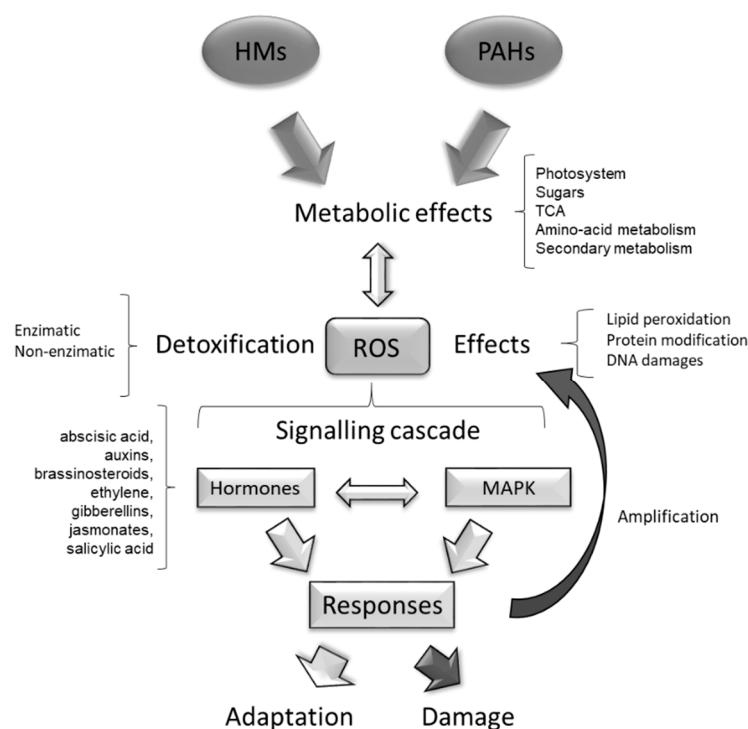 HMs
PAHs
Metabolic effects
Photosystem
Sugars
TCA
Amino-acid metabolism
Secondary metabolism
Enzimatic
Non-enzimatic
Detoxification
ROS
Effects
Lipid peroxidation
Protein modification
DNA damages
Signalling cascade
abscisic acid,
auxins,
brassinosteroids,
ethylene,
gibberellins,
jasmonates,
salicylic acid
Hormones
MAPK
Amplification
Responses
Adaptation
Damage